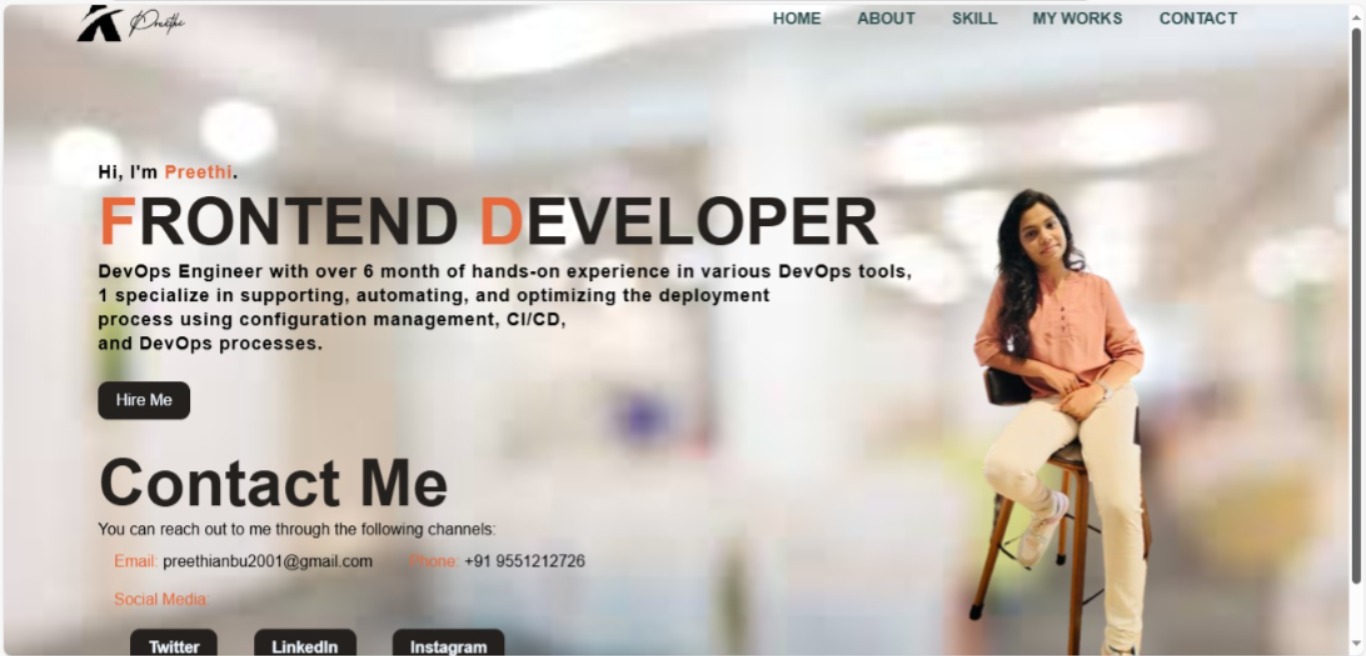 Preethi
HOME ABOUT SKILL MY WORKS CONTACT
Hi, I'm Preethi.
FRONTEND DEVELOPER
DevOps Engineer with over 6 month of hands-on experience in various DevOps tools,
1 specialize in supporting, automating, and optimizing the deployment
process using configuration management, CI/CD,
and DevOps processes.
Hire Me
Contact Me
You can reach out to me through the following channels:
Email: preethianbu2001@gmail.com Phone: +91 9551212726
Social Media:
Twitter LinkedIn Instagram